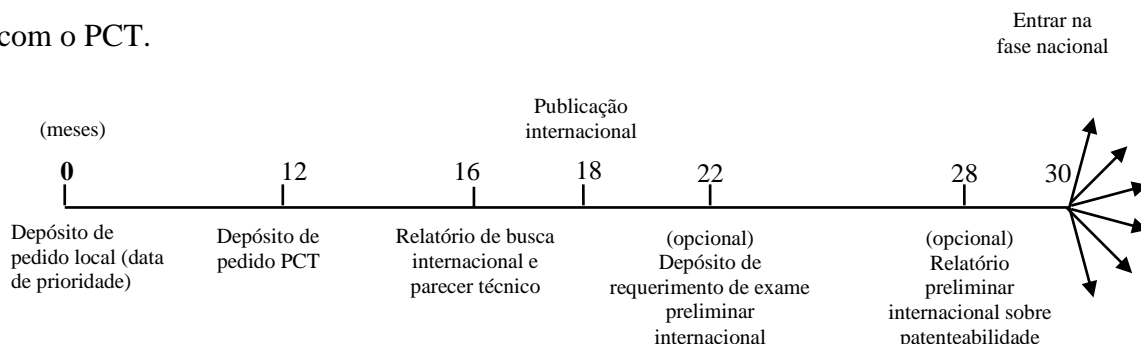 com o PCT.
Entrar na
fase nacional
(meses)
Publicação
internacional
0
12
16
18
22
28
30
Depósito de
pedido local (data
de prioridade)
Depósito de
pedido PCT
Relatório de busca
internacional e
parecer técnico
(opcional)
Depósito de
requerimento de exame
preliminar
internacional
(opcional)
Relatório
preliminar
internacional sobre
patenteabilidade